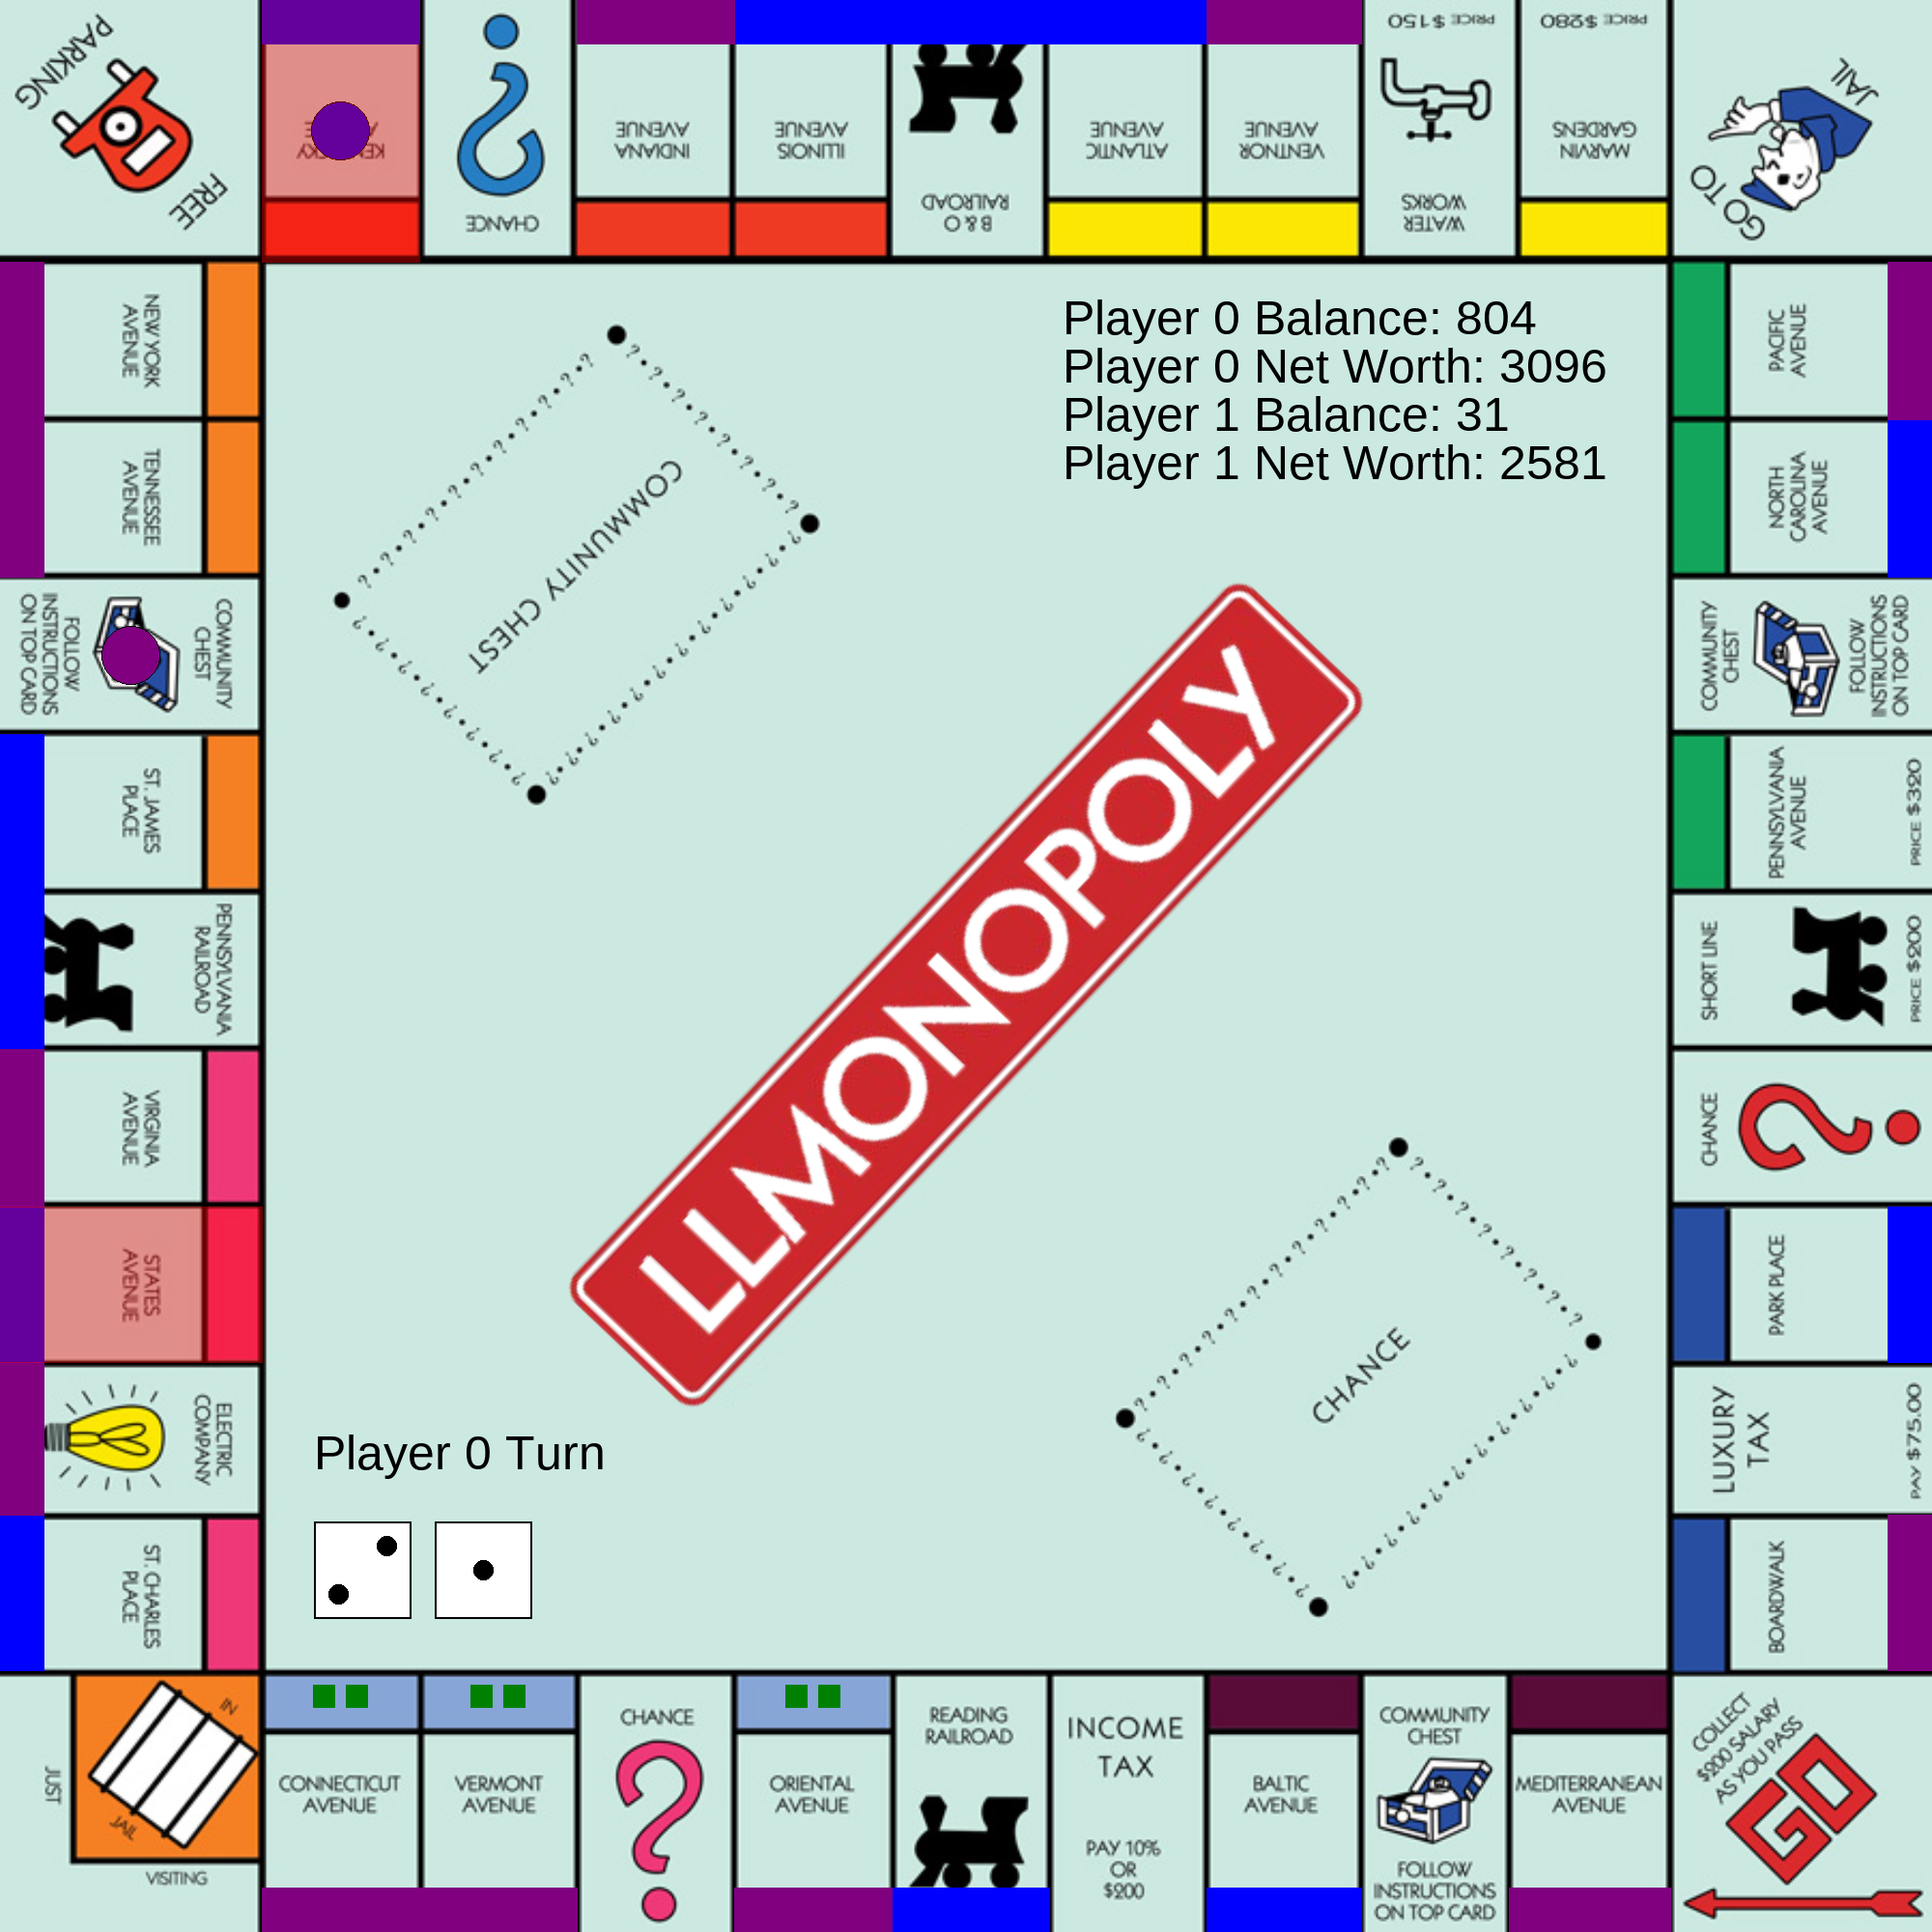 PARKING
FREE
KENTUCKY
CHANCE
INDIANA
AVENUE
ILLINOIS
AVENUE
B & O
RAILROAD
ATLANTIC
AVENUE
VENTNOR
AVENUE
WATER
WORKS
PRICE $150
MARVIN
GARDENS
PRICE $280
GO TO
JAIL
NEW YORK
AVENUE
TENNESSEE
AVENUE
COMMUNITY
CHEST
FOLLOW
INSTRUCTIONS
ON TOP CARD
ST. JAMES
PLACE
PENNSYLVANIA
RAILROAD
VIRGINIA
AVENUE
STATES
AVENUE
ELECTRIC
COMPANY
ST. CHARLES
PLACE
Player 0 Balance: 804
Player 0 Net Worth: 3096
Player 1 Balance: 31
Player 1 Net Worth: 2581
COMMUNITY CHEST
LLMONOPOLY
CHANCE
Player 0 Turn
PACIFIC
AVENUE
NORTH
CAROLINA
AVENUE
COMMUNITY
CHEST
FOLLOW
INSTRUCTIONS
ON TOP CARD
PENNSYLVANIA
AVENUE
PRICE $320
SHORT LINE
PRICE $200
CHANCE
PARK PLACE
LUXURY
TAX
PAY $75.00
BOARDWALK
JUST
VISITING
IN
JAIL
CONNECTICUT
AVENUE
VERMONT
AVENUE
CHANCE
ORIENTAL
AVENUE
READING
RAILROAD
INCOME
TAX
PAY 10%
OR
$200
BALTIC
AVENUE
COMMUNITY
CHEST
FOLLOW
INSTRUCTIONS
ON TOP CARD
MEDITERRANEAN
AVENUE
COLLECT
$200 SALARY
AS YOU PASS
GO